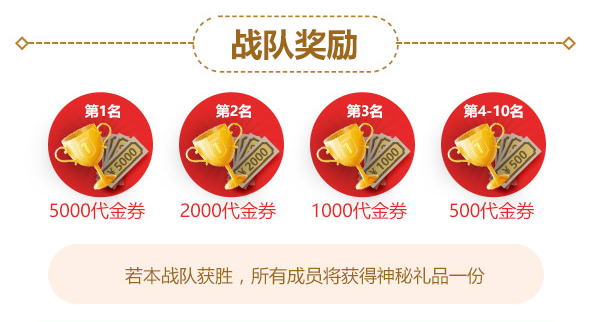 战队奖励
第1名
第2名
第3名
第4-10名
¥5000
¥2000
¥1000
¥500
5000代金券
2000代金券
1000代金券
500代金券
若本战队获胜，所有成员将获得神秘礼品一份